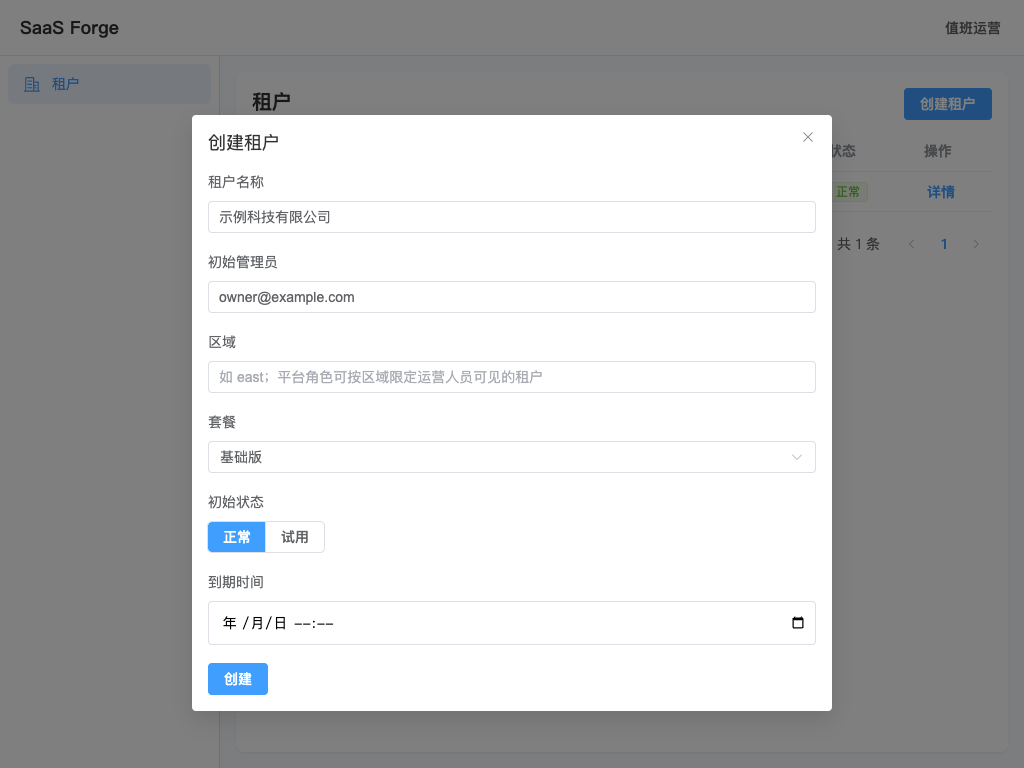 SaaS Forge
值班运营
租户
租户
创建租户
状态
操作
正常
详情
共 1 条
1
创建租户
租户名称
示例科技有限公司
初始管理员
owner@example.com
区域
如 east；平台角色可按区域限定运营人员可见的租户
套餐
基础版
初始状态
正常
试用
到期时间
年 /月/日 --:--
创建